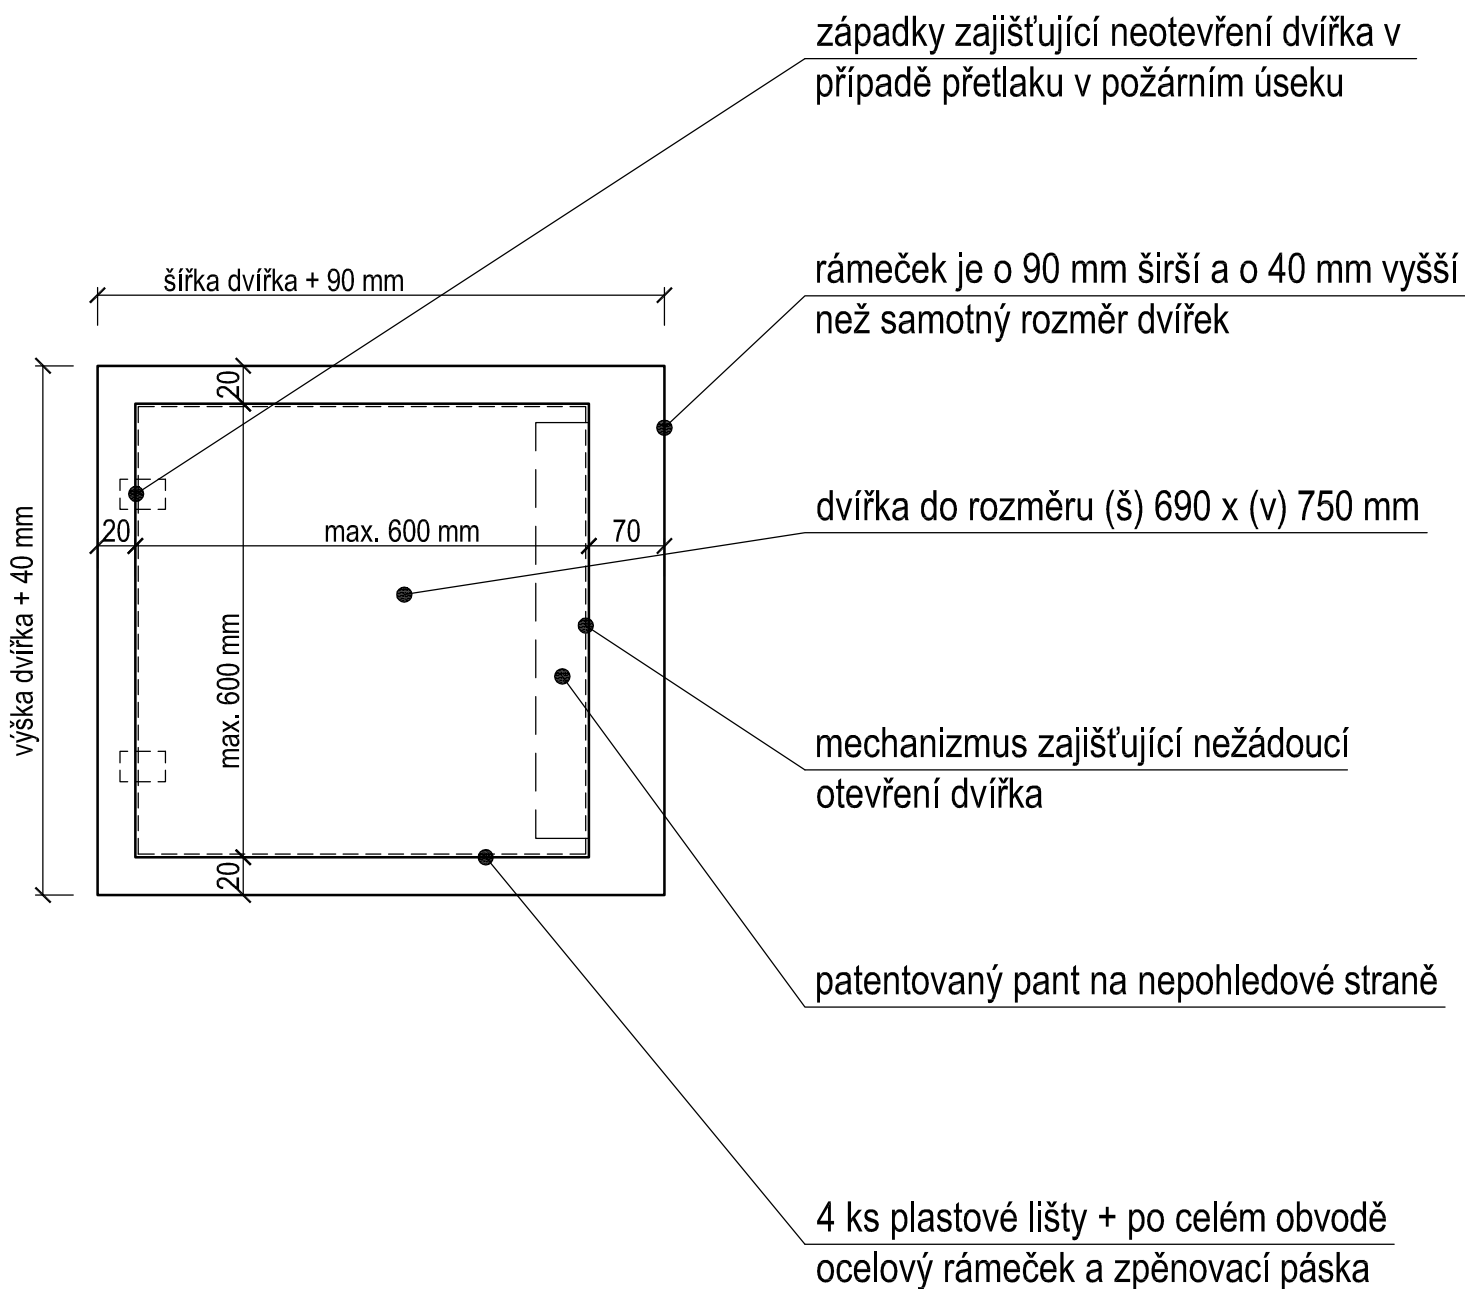 západky zajišťující neotevření dvířka v
případě přetlaku v požárním úseku
šířka dvířka + 90 mm
rámeček je o 90 mm širší a o 40 mm vyšší
než samotný rozměr dvířek
20
dvířka do rozměru (š) 690 x (v) 750 mm
20
max. 600 mm
70
výška dvířka + 40 mm
max. 600 mm
mechanizmus zajišťující nežádoucí
otevření dvířka
20
patentovaný pant na nepohledové straně
4 ks plastové lišty + po celém obvodě
ocelový rámeček a zpěnovací páska